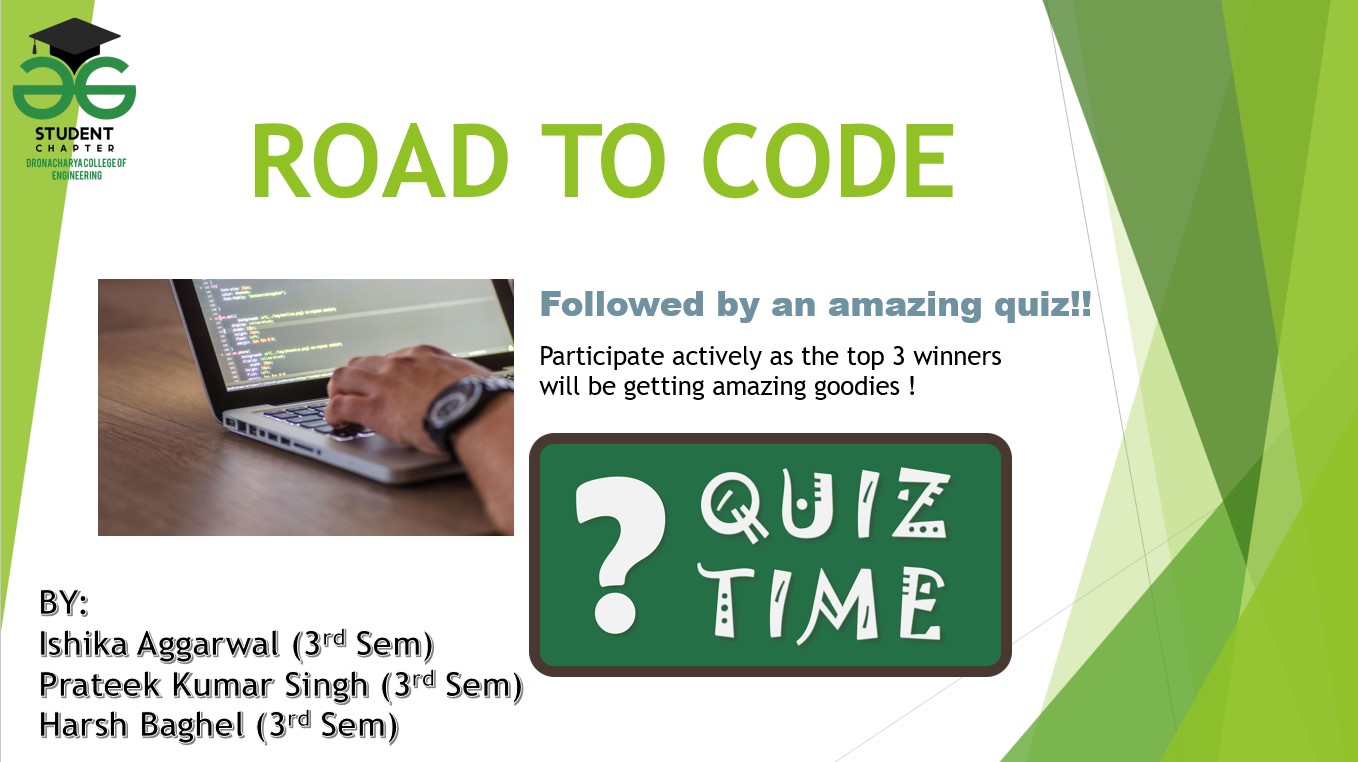 STUDENT
CHAPTER
DRONACHARYA COLLEGE OF
ENGINEERING
ROAD TO CODE
Followed by an amazing quiz!!
Participate actively as the top 3 winners
will be getting amazing goodies !
? QUIZ
TIME
BY:
Ishika Aggarwal (3rd Sem)
Prateek Kumar Singh (3rd Sem)
Harsh Baghel (3rd Sem)